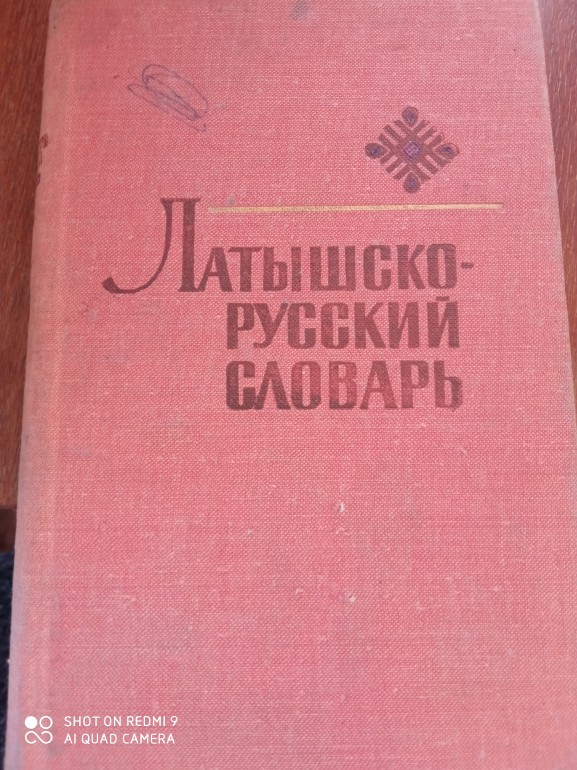 Латышско-
русский
словарь
SHOT ON REDMI 9
AI QUAD CAMERA